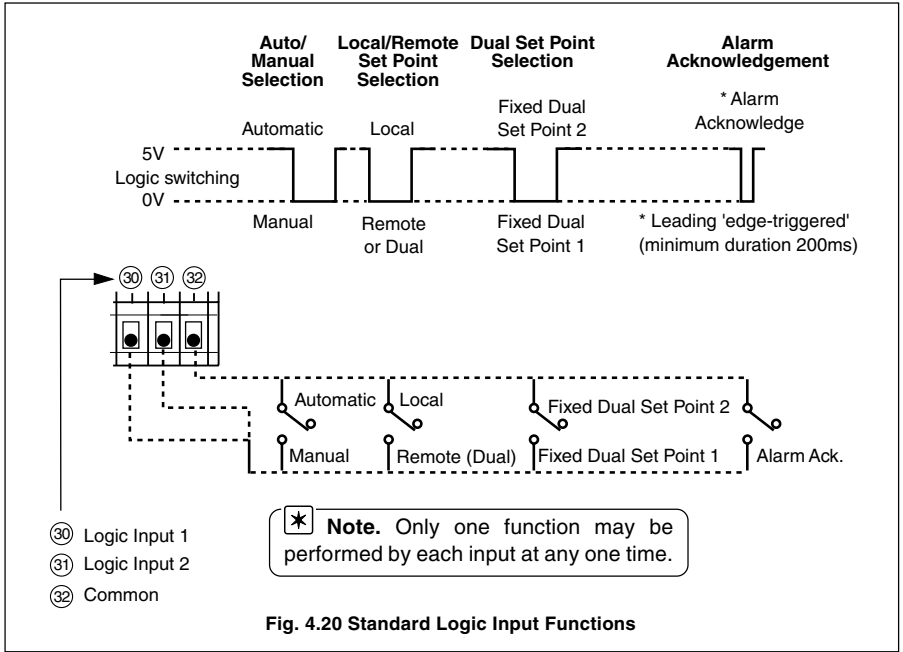 Auto/
Manual
Selection
Local/Remote
Set Point
Selection
Dual Set Point
Selection
Alarm
Acknowledgement
Automatic
Local
Fixed Dual
Set Point 2
* Alarm
Acknowledge
5V
Logic switching
0V
Manual
Remote
or Dual
Fixed Dual
Set Point 1
* Leading 'edge-triggered'
(minimum duration 200ms)
30 31 32
Automatic
Local
Fixed Dual Set Point 2
Manual
Remote (Dual)
Fixed Dual Set Point 1
Alarm Ack.
30 Logic Input 1
31 Logic Input 2
32 Common
* Note. Only one function may be
performed by each input at any one time.
Fig. 4.20 Standard Logic Input Functions